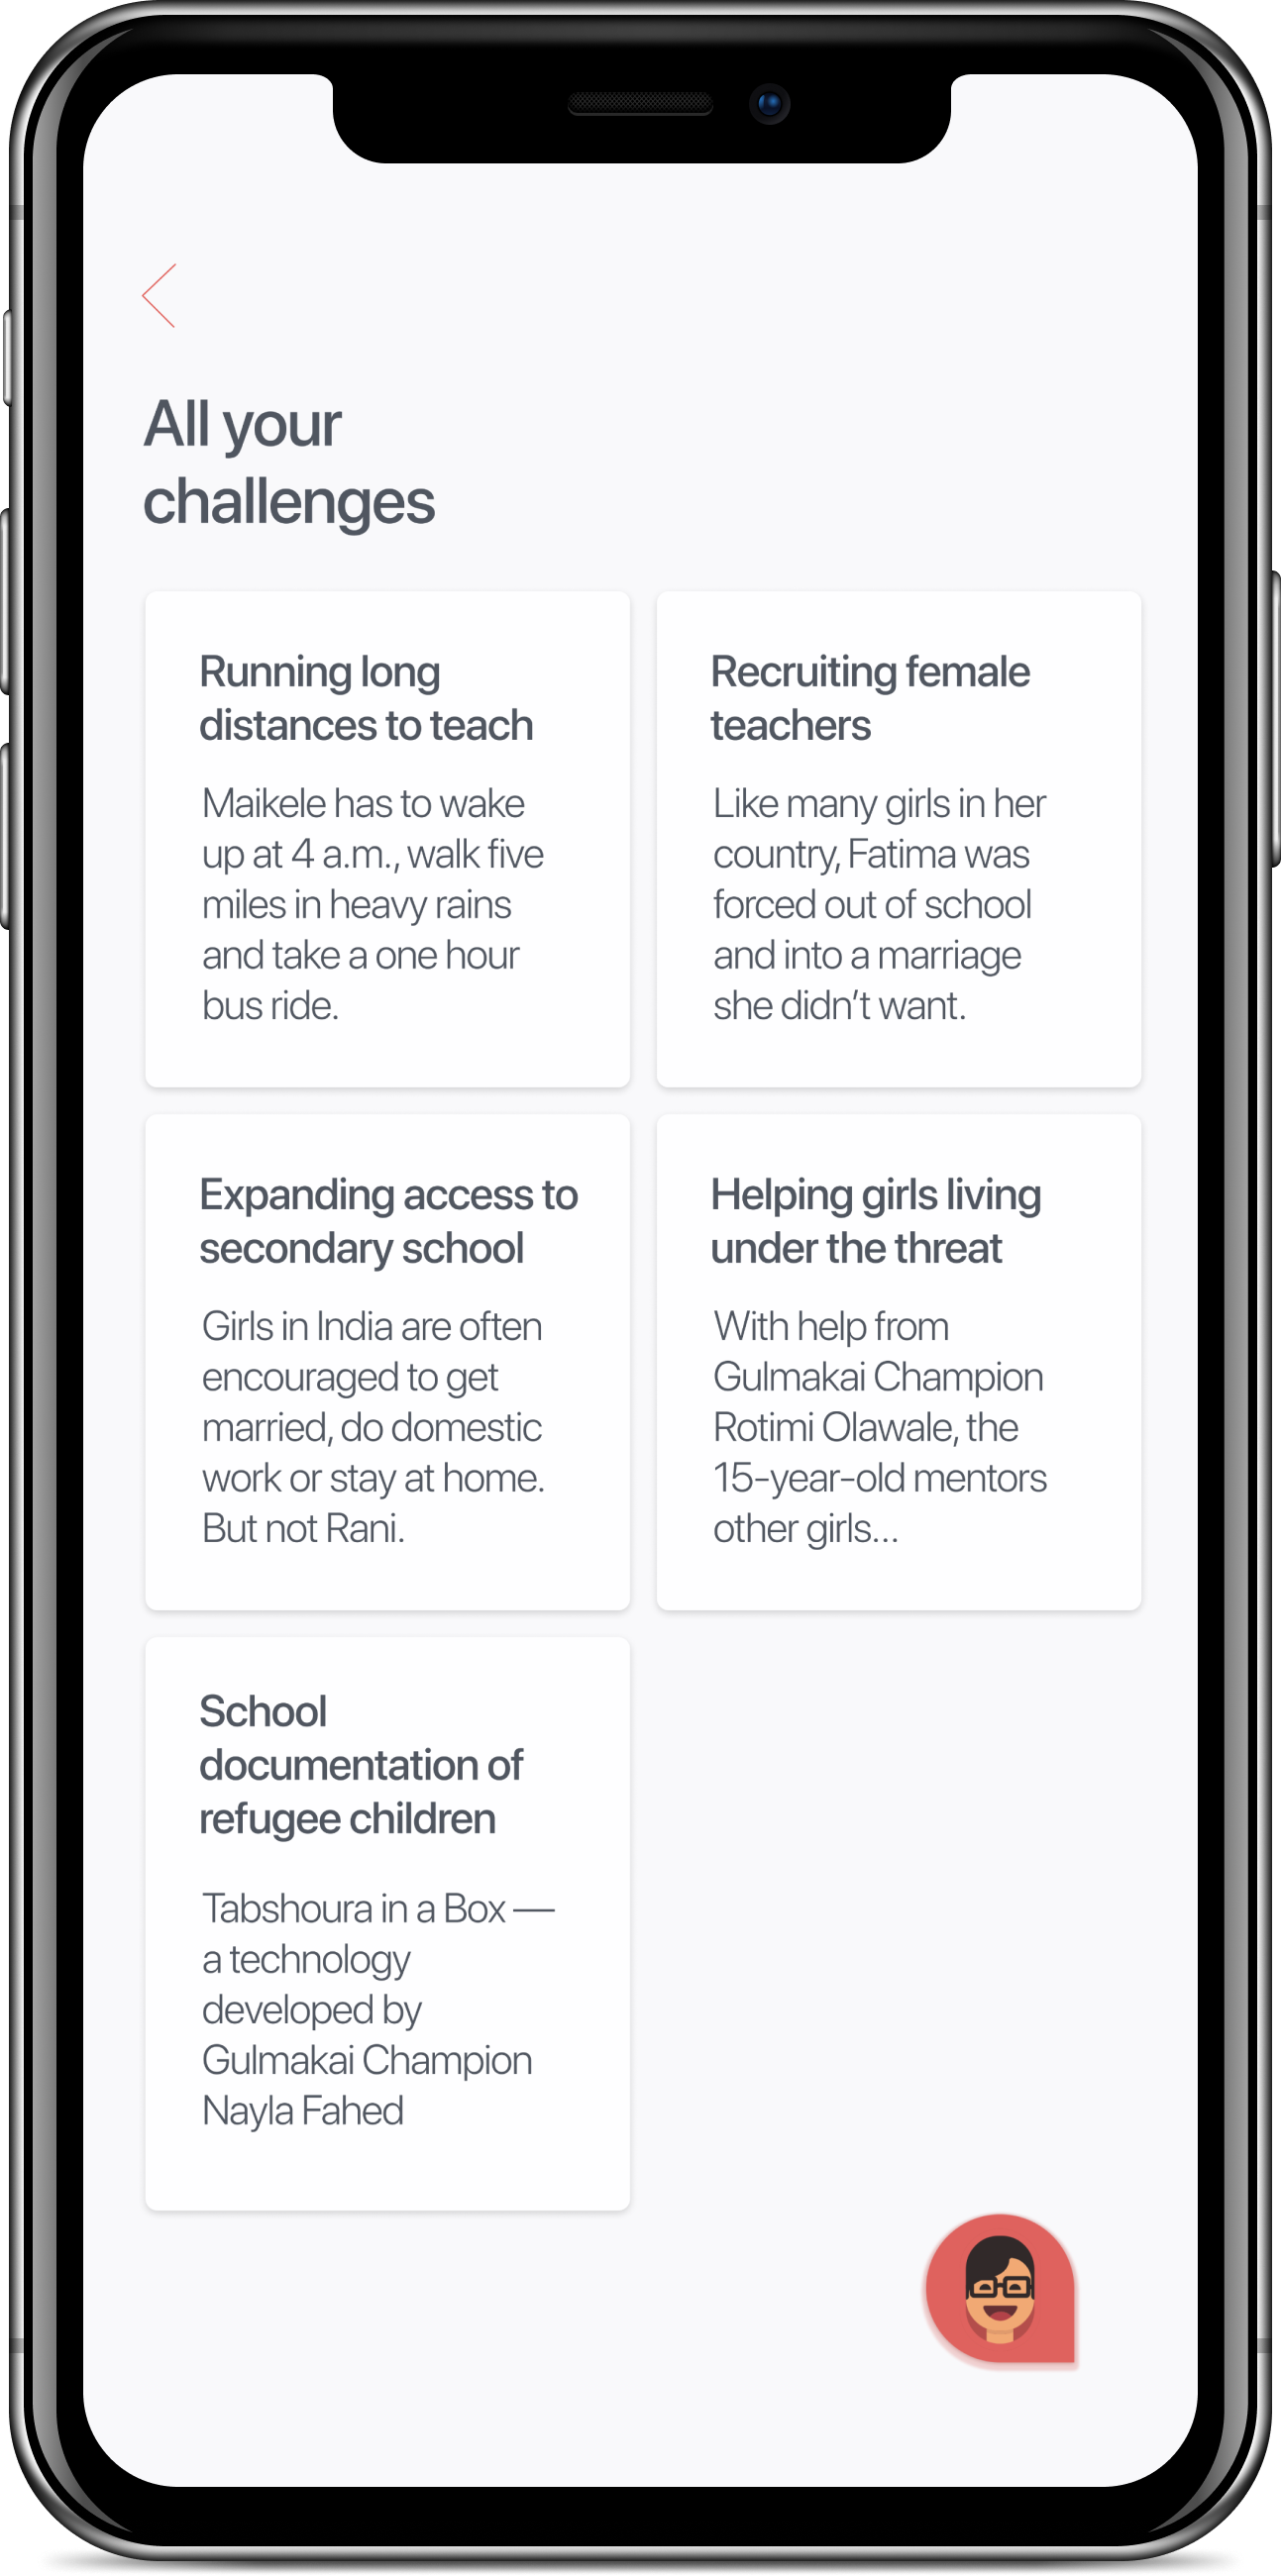 All your
challenges
Running long
distances to teach
Maikele has to wake
up at 4 a.m., walk five
miles in heavy rains
and take a one hour
bus ride.
Recruiting female
teachers
Like many girls in her
country, Fatima was
forced out of school
and into a marriage
she didn’t want.
Expanding access to
secondary school
Girls in India are often
encouraged to get
married, do domestic
work or stay at home.
But not Rani.
Helping girls living
under the threat
With help from
Gulmakai Champion
Rotimi Olawale, the
15-year-old mentors
other girls...
School
documentation of
refugee children
Tabshoura in a Box —
a technology
developed by
Gulmakai Champion
Nayla Fahed